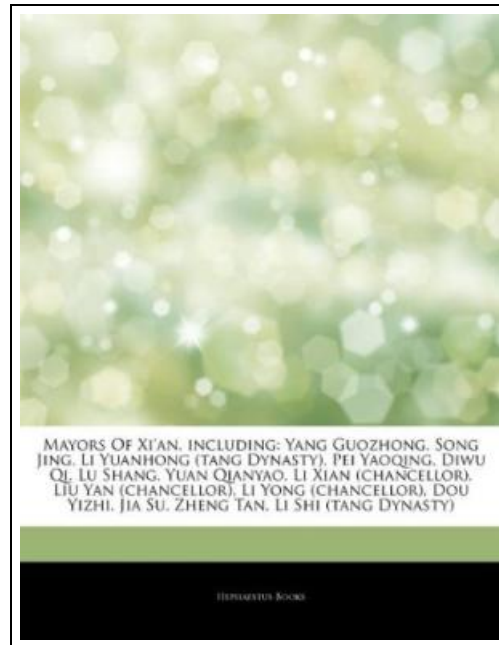 MAYORS OF XI'AN, INCLUDING: YANG GUOZHONG, SONG
JING, LI YUANHONG (TANG DYNASTY), PEI YAOQING, DIWU
QI, LU SHANG, YUAN QIANYAO, LI XIAN (CHANCELLOR),
LIU YAN (CHANCELLOR), LI YONG (CHANCELLOR), DOU
YIZHI, JIA SU, ZHENG TAN, LI SHI (TANG DYNASTY)
HEPHAESTUS BOOKS